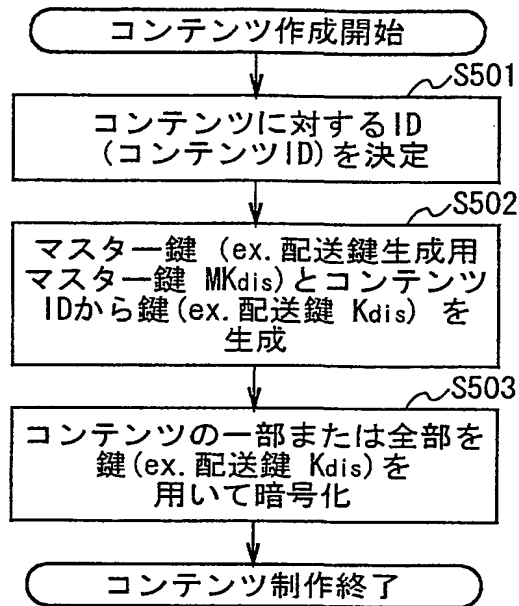 コンテンツ作成開始
S501
コンテンツに対するID
(コンテンツID)を決定
S502
マスター鍵 (ex.配送鍵生成用
マスター鍵 MKdis)とコンテンツ
IDから鍵(ex.配送鍵 Kdis) を
生成
S503
コンテンツの一部または全部を
鍵(ex.配送鍵 Kdis)を
用いて暗号化
コンテンツ制作終了